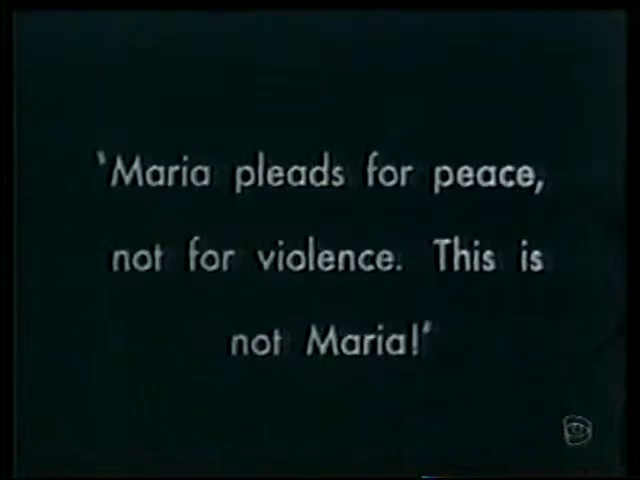 'Maria pleads for peace,
not for violence. This is
not Maria!'